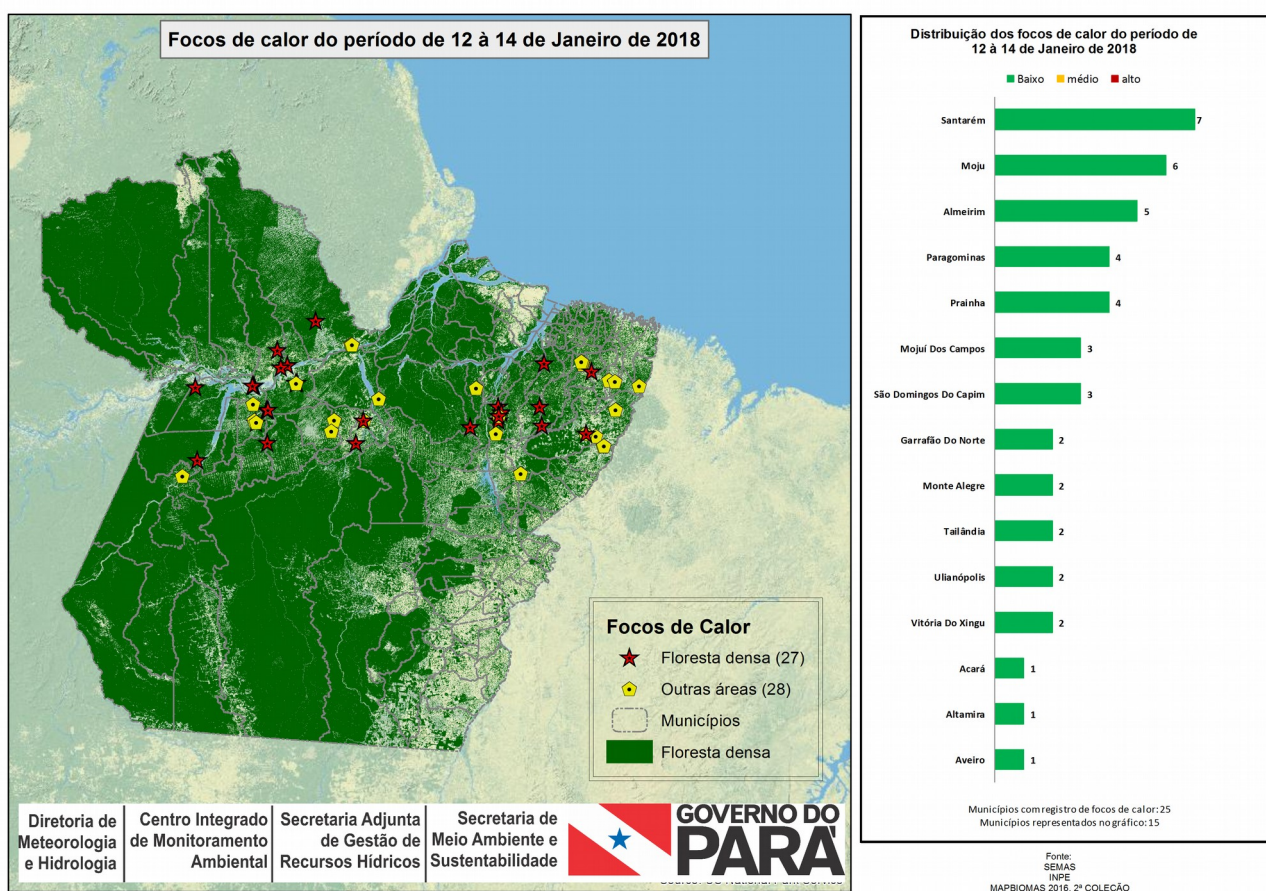 Focos de calor do período de 12 à 14 de Janeiro de 2018
Focos de Calor
Floresta densa (27)
Outras áreas (28)
Municípios
Floresta densa
Diretoria de
Meteorologia
e Hidrologia
Centro Integrado
de Monitoramento
Ambiental
Secretaria Adjunta
de Gestão de
Recursos Hídricos
Secretaria de
Meio Ambiente e
Sustentabilidade
GOVERNO DO
PARÁ
Distribuição dos focos de calor do período de
12 à 14 de Janeiro de 2018
Baixo médio alto
Santarém 7
Moju 6
Almeirim 5
Paragominas 4
Prainha 4
Mojuí Dos Campos 3
São Domingos Do Capim 3
Garrafão Do Norte 2
Monte Alegre 2
Tailândia 2
Ulianópolis 2
Vitória Do Xingu 2
Acará 1
Altamira 1
Aveiro 1
Municípios com registro de focos de calor: 25
Municípios representados no gráfico: 15
Fonte:
SEMAS
INPE
MAPBIOMAS 2016, 2ª COLEÇÃO